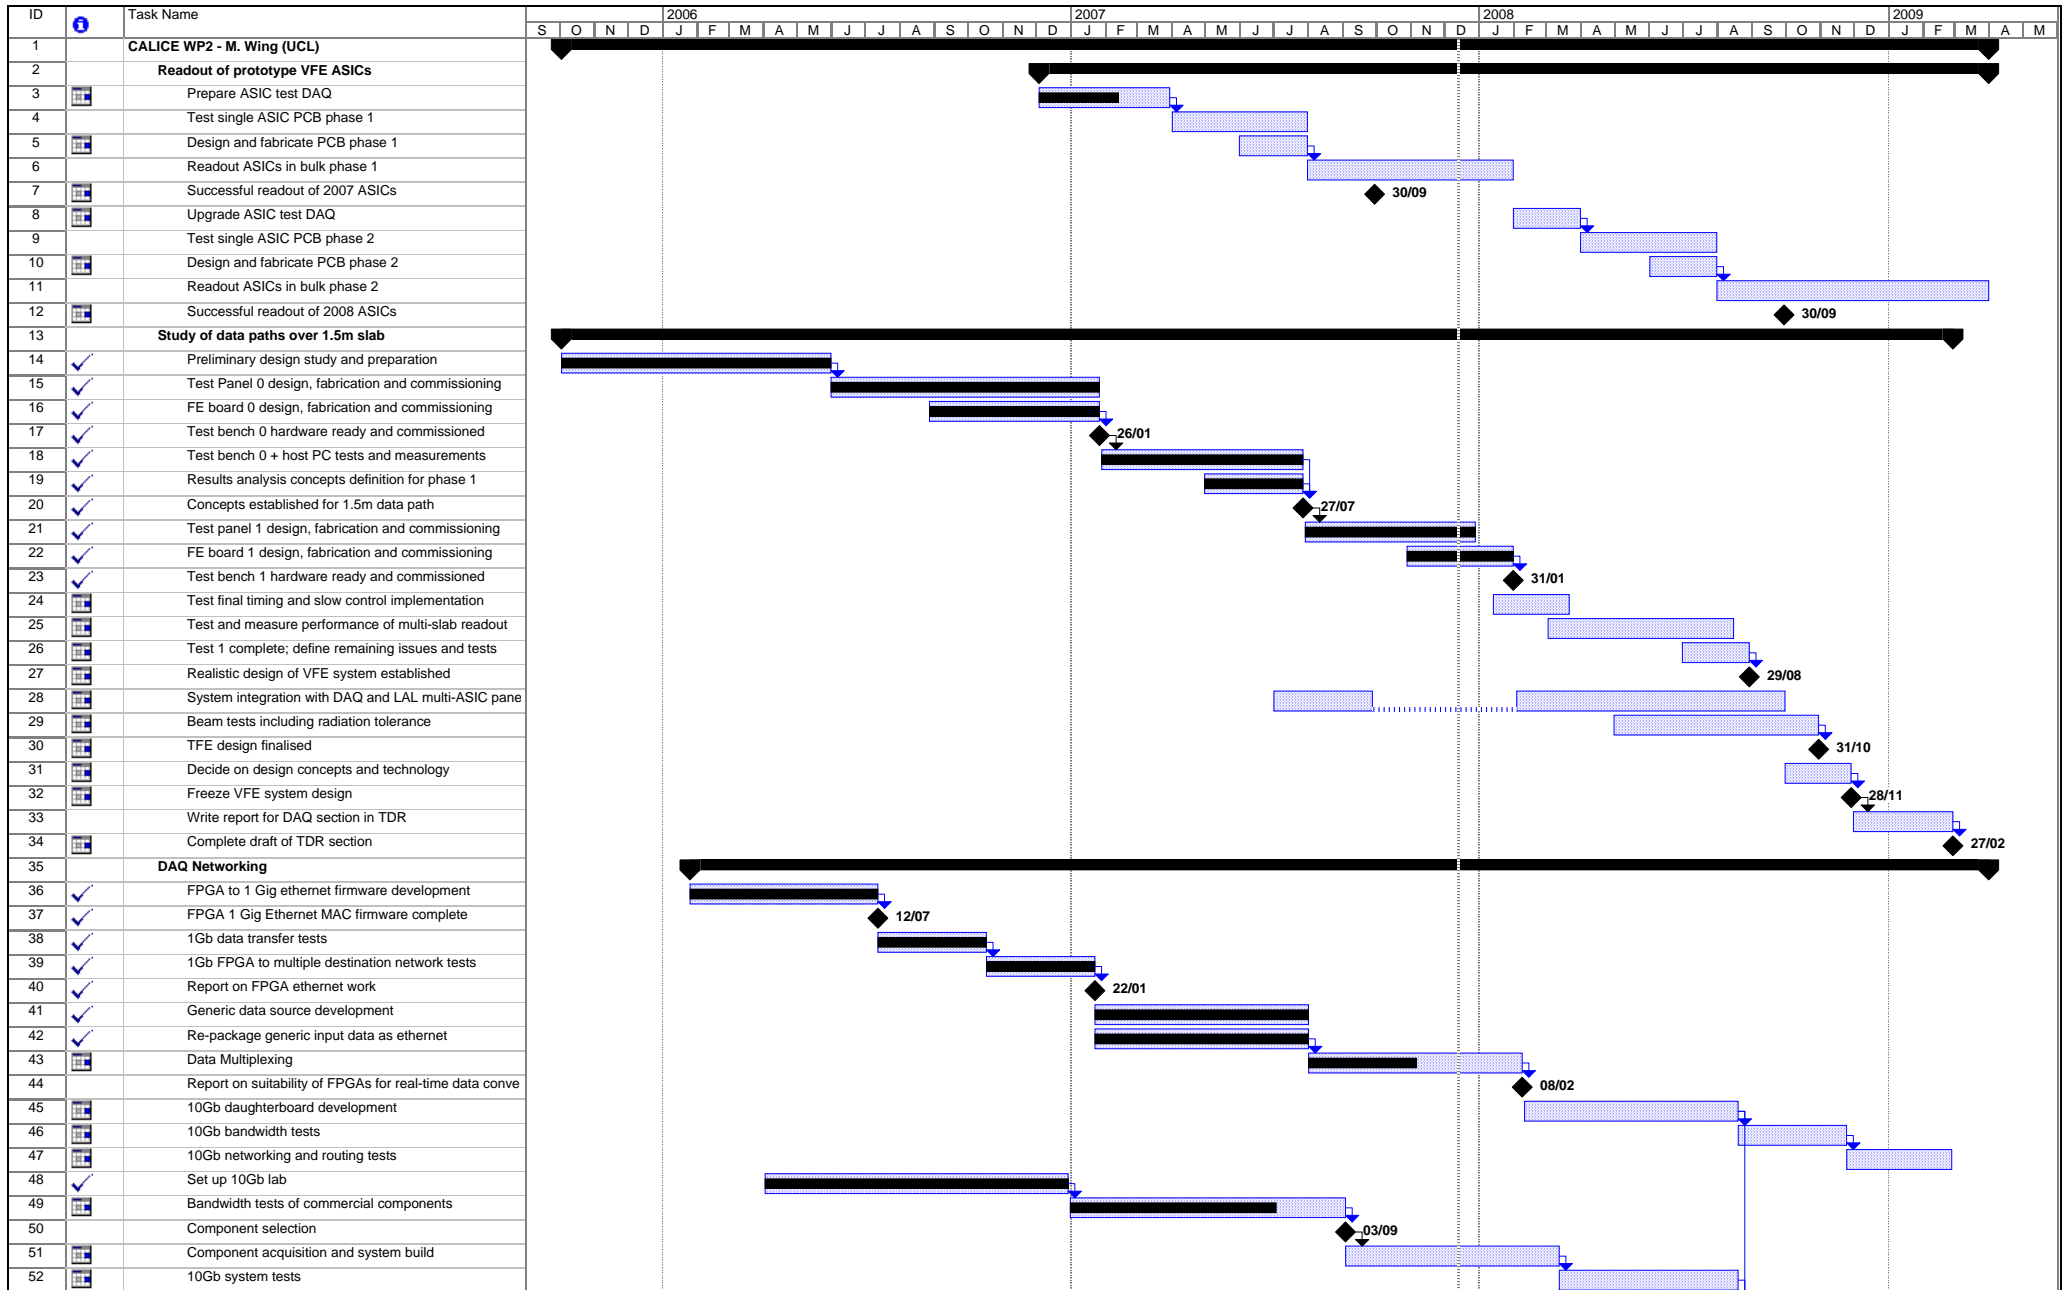 ID Task Name 2006 2007 2008 2009
S O N D J F M A M J J A S O N D J F M A M J J A S O N D J F M A M J J A S O N D J F M A M
1 CALICE WP2 - M. Wing (UCL)
2 Readout of prototype VFE ASICs
3 Prepare ASIC test DAQ
4 Test single ASIC PCB phase 1
5 Design and fabricate PCB phase 1
6 Readout ASICs in bulk phase 1
7 Successful readout of 2007 ASICs 30/09
8 Upgrade ASIC test DAQ
9 Test single ASIC PCB phase 2
10 Design and fabricate PCB phase 2
11 Readout ASICs in bulk phase 2
12 Successful readout of 2008 ASICs 30/09
13 Study of data paths over 1.5m slab
14 Preliminary design study and preparation
15 Test Panel 0 design, fabrication and commissioning
16 FE board 0 design, fabrication and commissioning
17 Test bench 0 hardware ready and commissioned 26/01
18 Test bench 0 + host PC tests and measurements
19 Results analysis concepts definition for phase 1
20 Concepts established for 1.5m data path 27/07
21 Test panel 1 design, fabrication and commissioning
22 FE board 1 design, fabrication and commissioning
23 Test bench 1 hardware ready and commissioned 31/01
24 Test final timing and slow control implementation
25 Test and measure performance of multi-slab readout
26 Test 1 complete; define remaining issues and tests
27 Realistic design of VFE system established 29/08
28 System integration with DAQ and LAL multi-ASIC pane
29 Beam tests including radiation tolerance
30 TFE design finalised 31/10
31 Decide on design concepts and technology
32 Freeze VFE system design 28/11
33 Write report for DAQ section in TDR
34 Complete draft of TDR section 27/02
35 DAQ Networking
36 FPGA to 1 Gig ethernet firmware development
37 FPGA 1 Gig Ethernet MAC firmware complete 12/07
38 1Gb data transfer tests
39 1Gb FPGA to multiple destination network tests
40 Report on FPGA ethernet work 22/01
41 Generic data source development
42 Re-package generic input data as ethernet
43 Data Multiplexing
44 Report on suitability of FPGAs for real-time data conve 08/02
45 10Gb daughterboard development
46 10Gb bandwidth tests
47 10Gb networking and routing tests
48 Set up 10Gb lab
49 Bandwidth tests of commercial components
50 Component selection 03/09
51 Component acquisition and system build
52 10Gb system tests